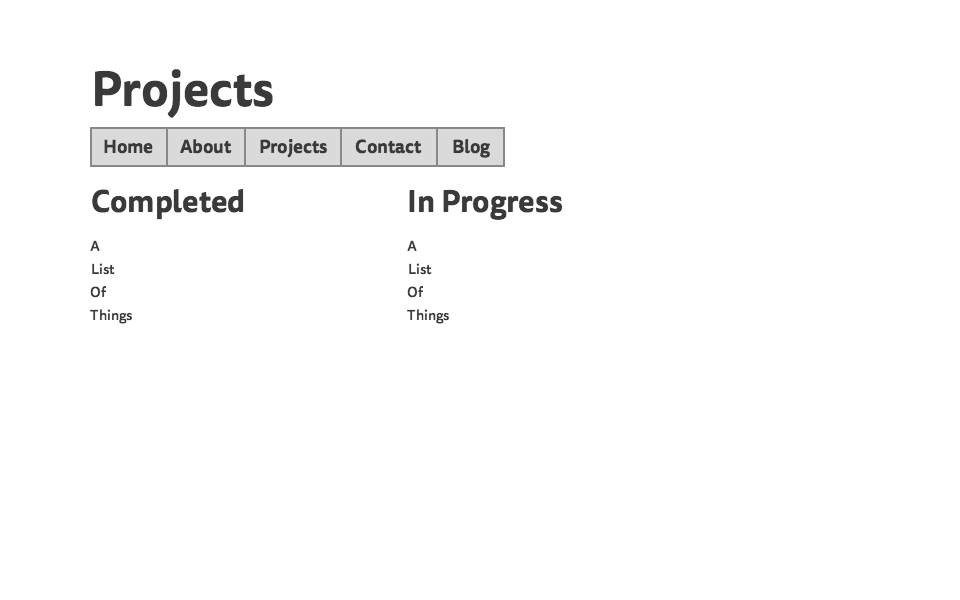 Projects
Home About Projects Contact Blog
Completed
A
List
Of
Things
In Progress
A
List
Of
Things